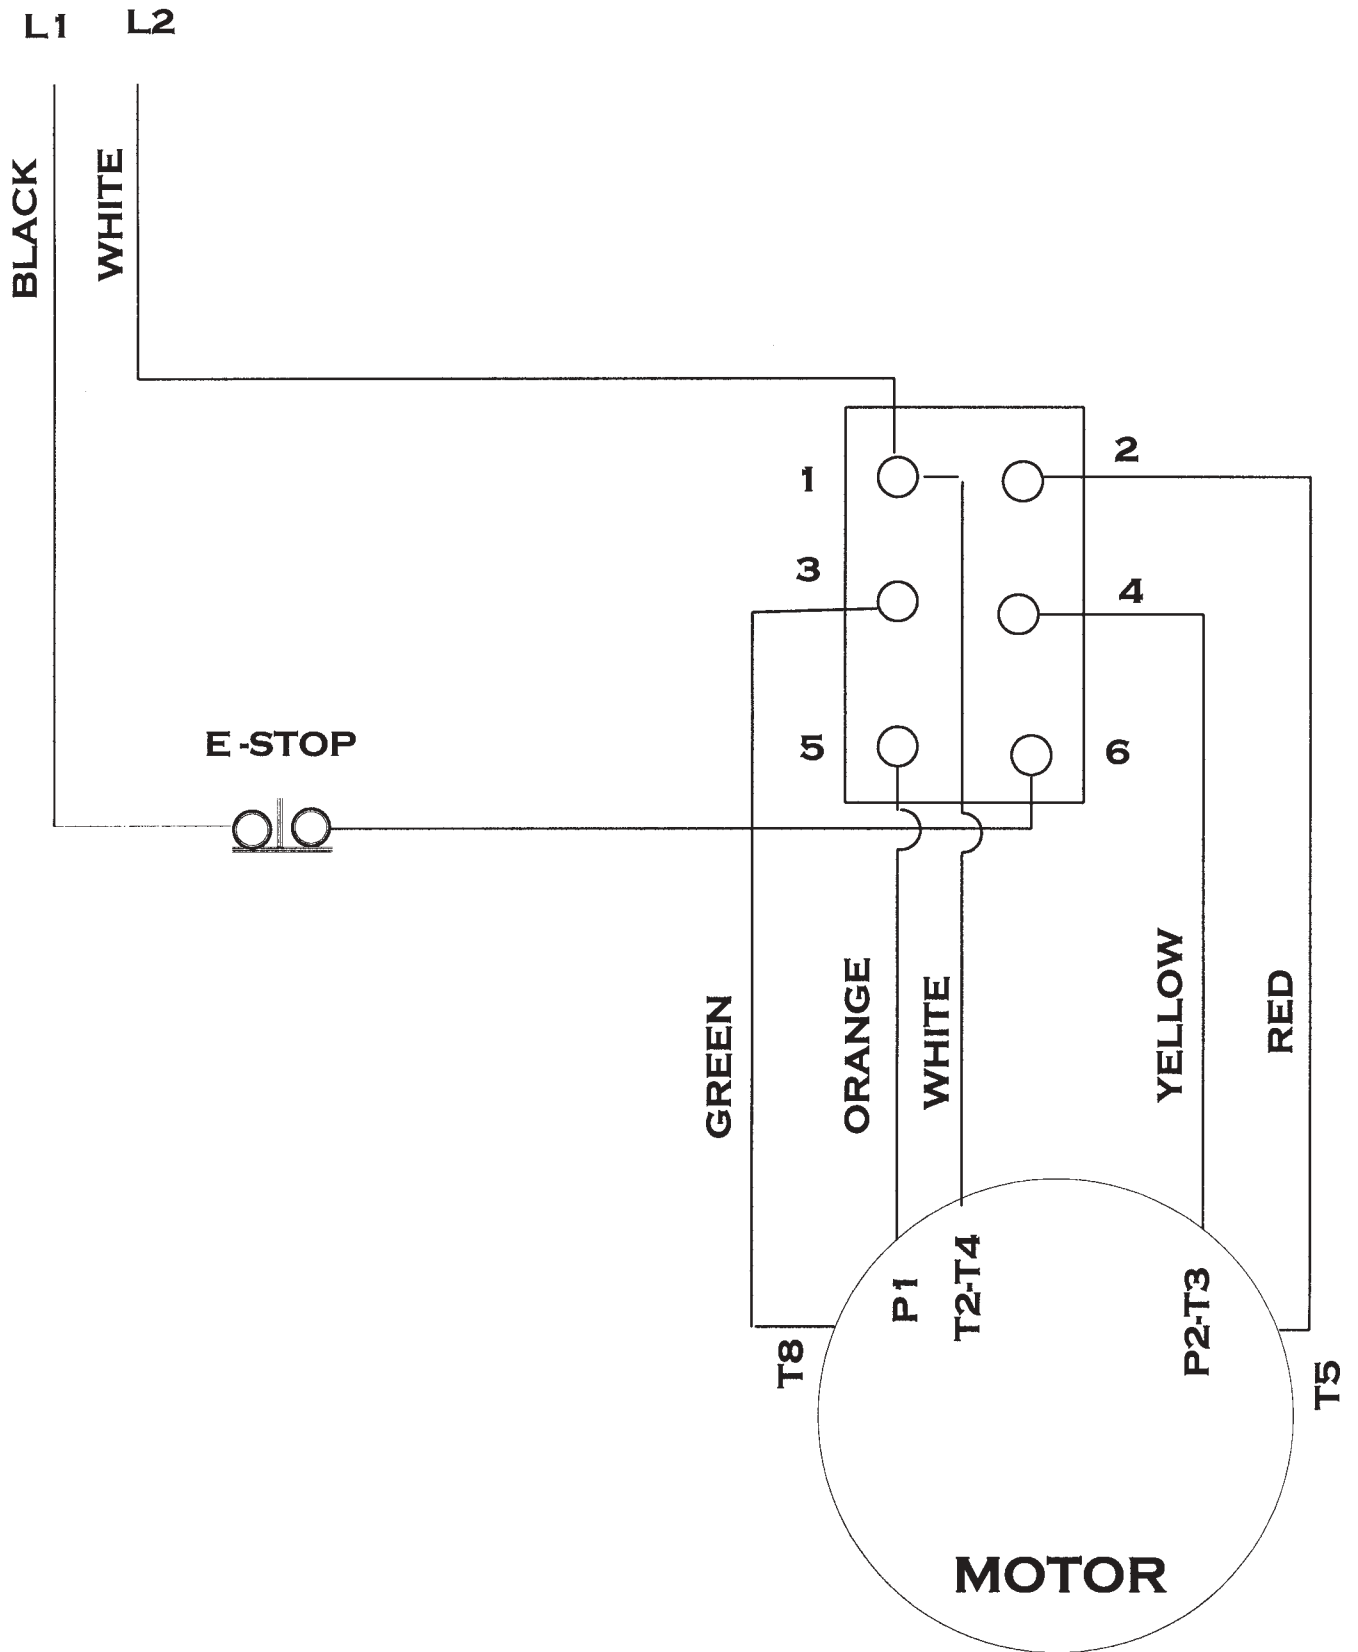 L1
L2
BLACK
WHITE
1
2
3
4
5
6
E-STOP
GREEN
ORANGE
WHITE
YELLOW
RED
T8
P1
T2-T4
P2-T3
T5
MOTOR